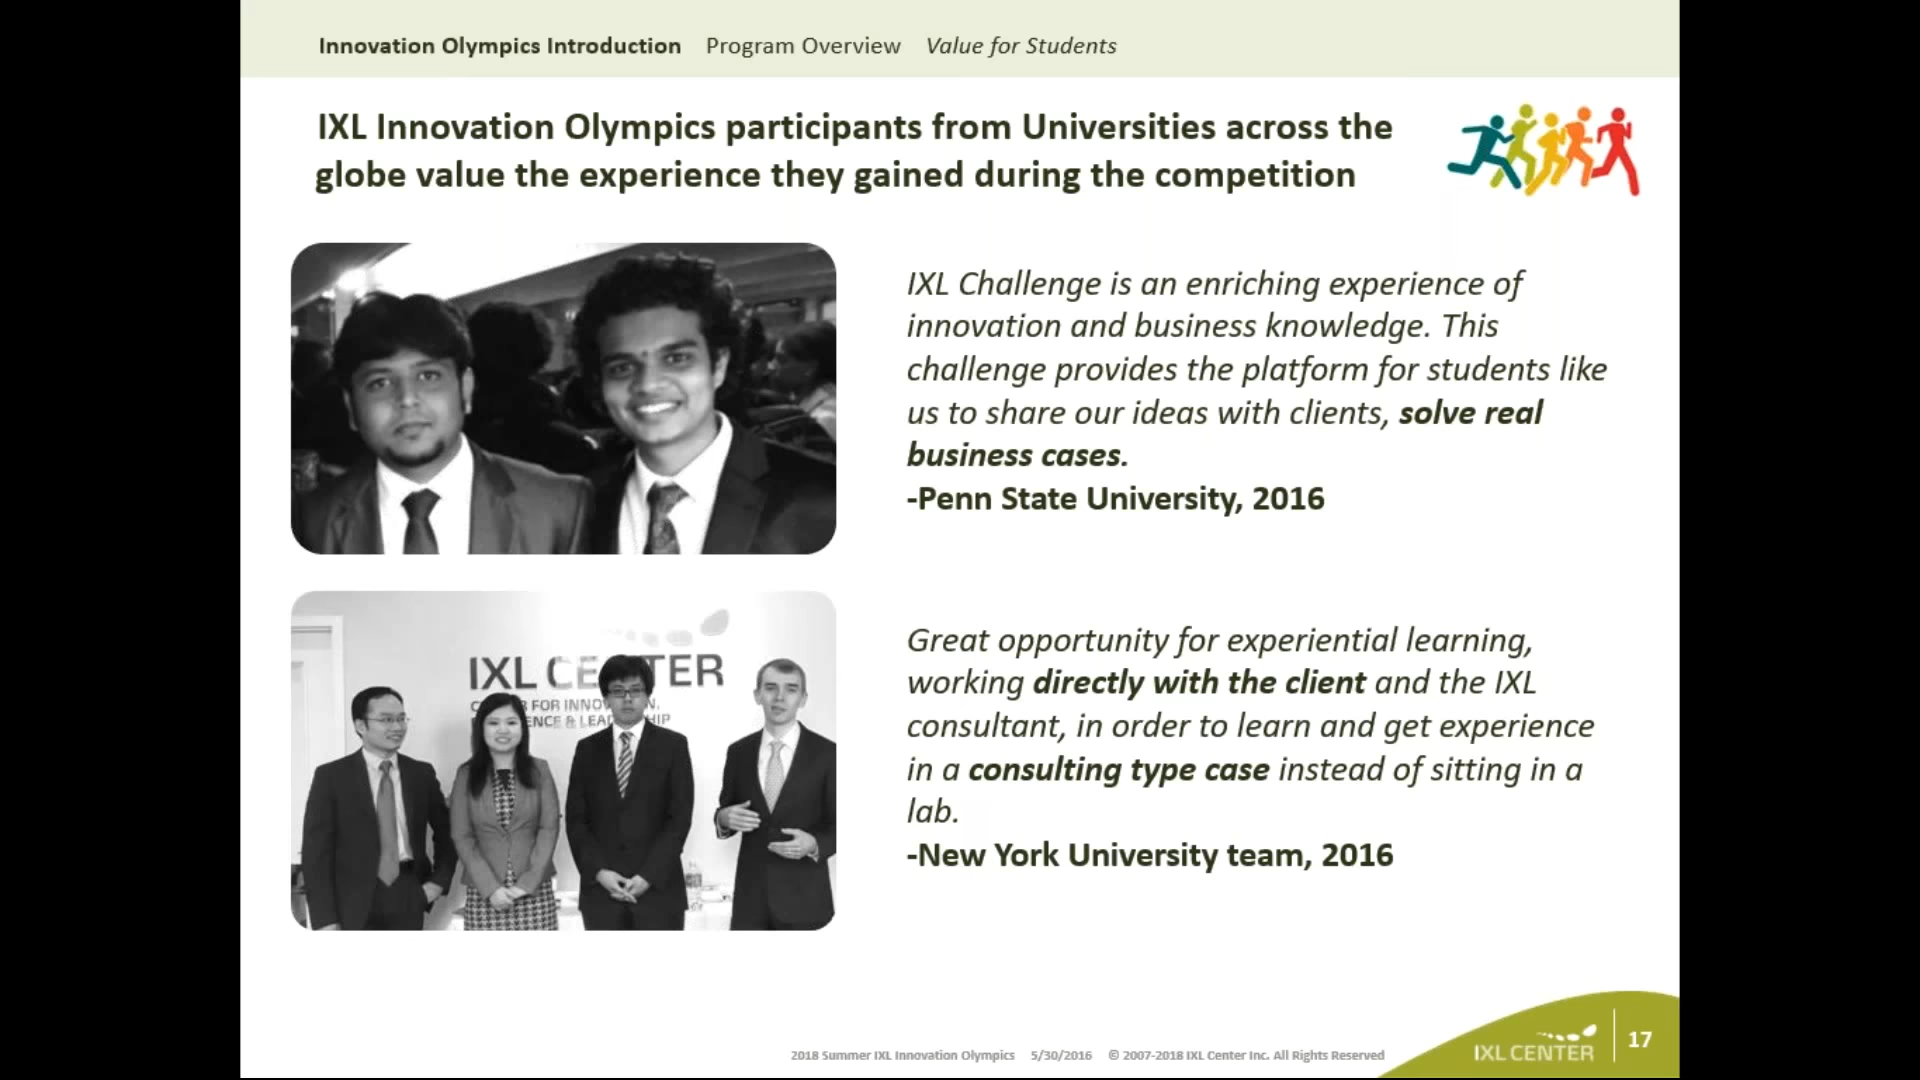 Innovation Olympics Introduction Program Overview Value for Students
IXL Innovation Olympics participants from Universities across the
globe value the experience they gained during the competition
IXL Challenge is an enriching experience of
innovation and business knowledge. This
challenge provides the platform for students like
us to share our ideas with clients, solve real
business cases.
-Penn State University, 2016
IXL CENTER
FOR
& 
Great opportunity for experiential learning,
working directly with the client and the IXL
consultant, in order to learn and get experience
in a consulting type case instead of sitting in a
lab.
-New York University team, 2016
2018 Summer IXL Innovation Olympics 5/30/2016 © 2007-2018 IXL Center Inc. All Rights Reserved
IXL CENTER
17